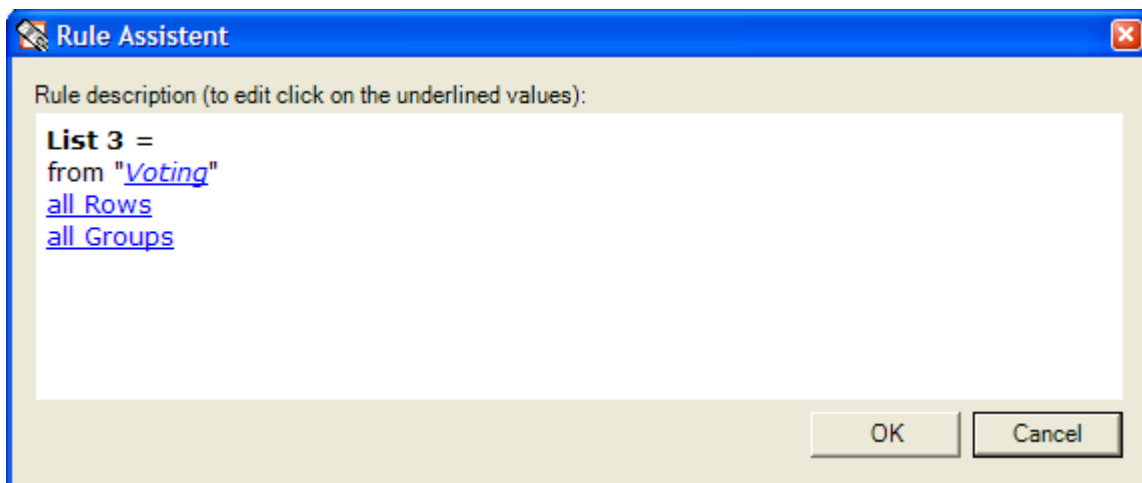 Rule Assistent
Rule description (to edit click on the underlined values):
List 3 =
from "Voting"
all Rows
all Groups
OK Cancel